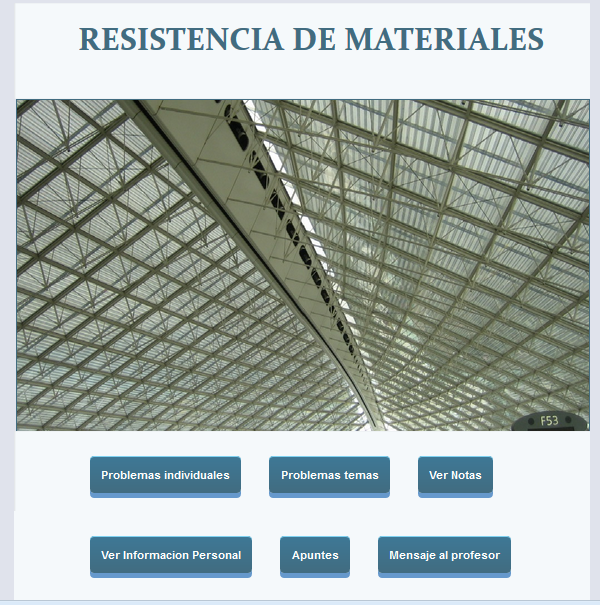 RESISTENCIA DE MATERIALES
F53
Problemas individuales
Problemas temas
Ver Notas
Ver Informacion Personal
Apuntes
Mensaje al profesor